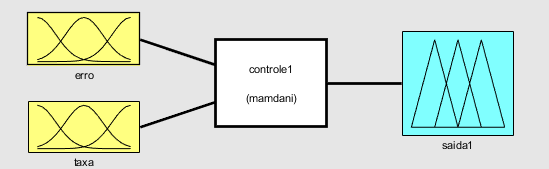 erro
controle1
(mamdani)
taxa
saida1